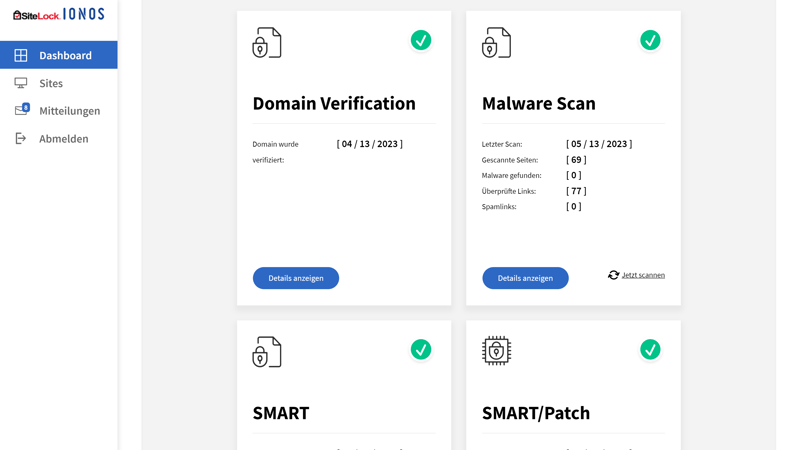 SiteLock IONOS
Dashboard
Sites
8
Mitteilungen
Abmelden
Domain Verification
Domain wurde verifiziert:
[ 04 / 13 / 2023 ]
Details anzeigen
Malware Scan
Letzter Scan: [ 05 / 13 / 2023 ]
Gescannte Seiten: [ 69 ]
Malware gefunden: [ 0 ]
Überprüfte Links: [ 77 ]
Spamlinks: [ 0 ]
Details anzeigen
Jetzt scannen
SMART
SMART/Patch